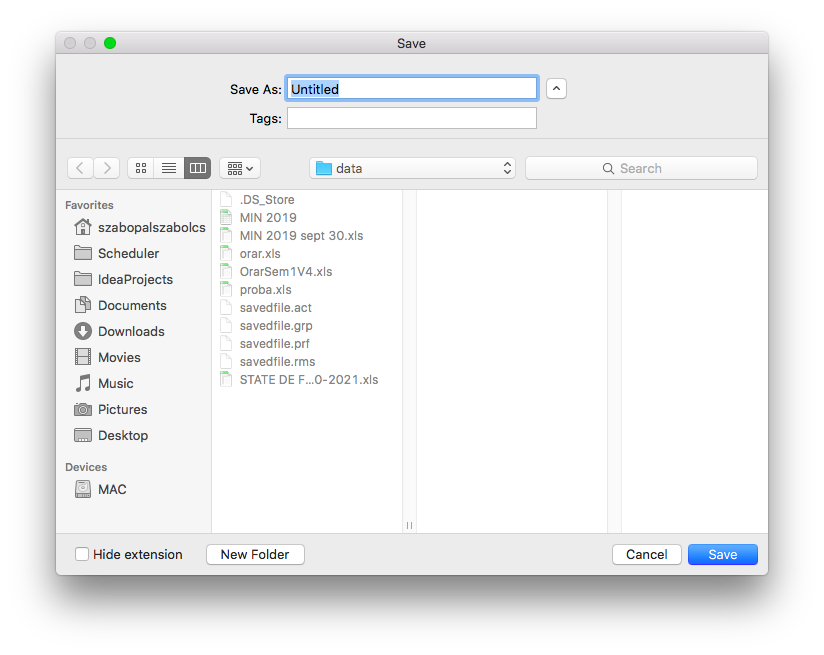 Save
Save As: Untitled
Tags:
data
Search
Favorites
szabopalszabolcs
Scheduler
IdeaProjects
Documents
Downloads
Movies
Music
Pictures
Desktop
Devices
MAC
.DS_Store
MIN 2019
MIN 2019 sept 30.xls
orar.xls
OrarSem1V4.xls
proba.xls
savedfile.act
savedfile.grp
savedfile.prf
savedfile.rms
STATE DE F...0-2021.xls
Hide extension
New Folder
Cancel
Save